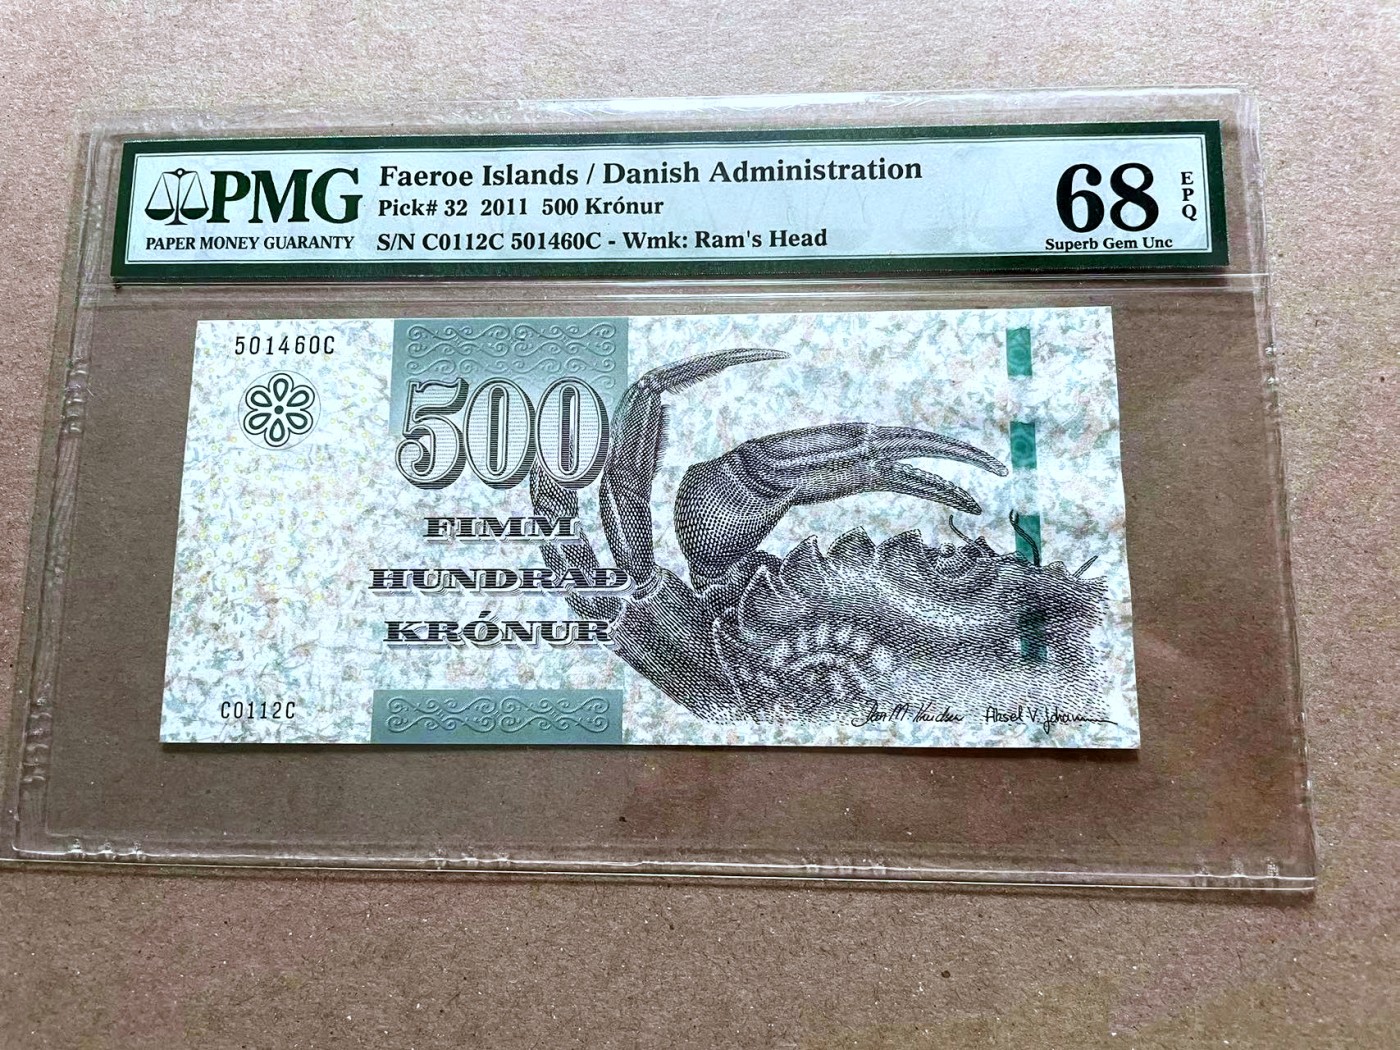 PMG
PAPER MONEY GUARANTY
Faeroe Islands / Danish Administration
Pick# 32 2011 500 Krónur
S/N C0112C 501460C - Wmk: Ram's Head
68
Superb Gem Unc
EPQ
501460C
500
FIMM
HUNDRAÐ
KRÓNUR
C0112C
Aksel V.